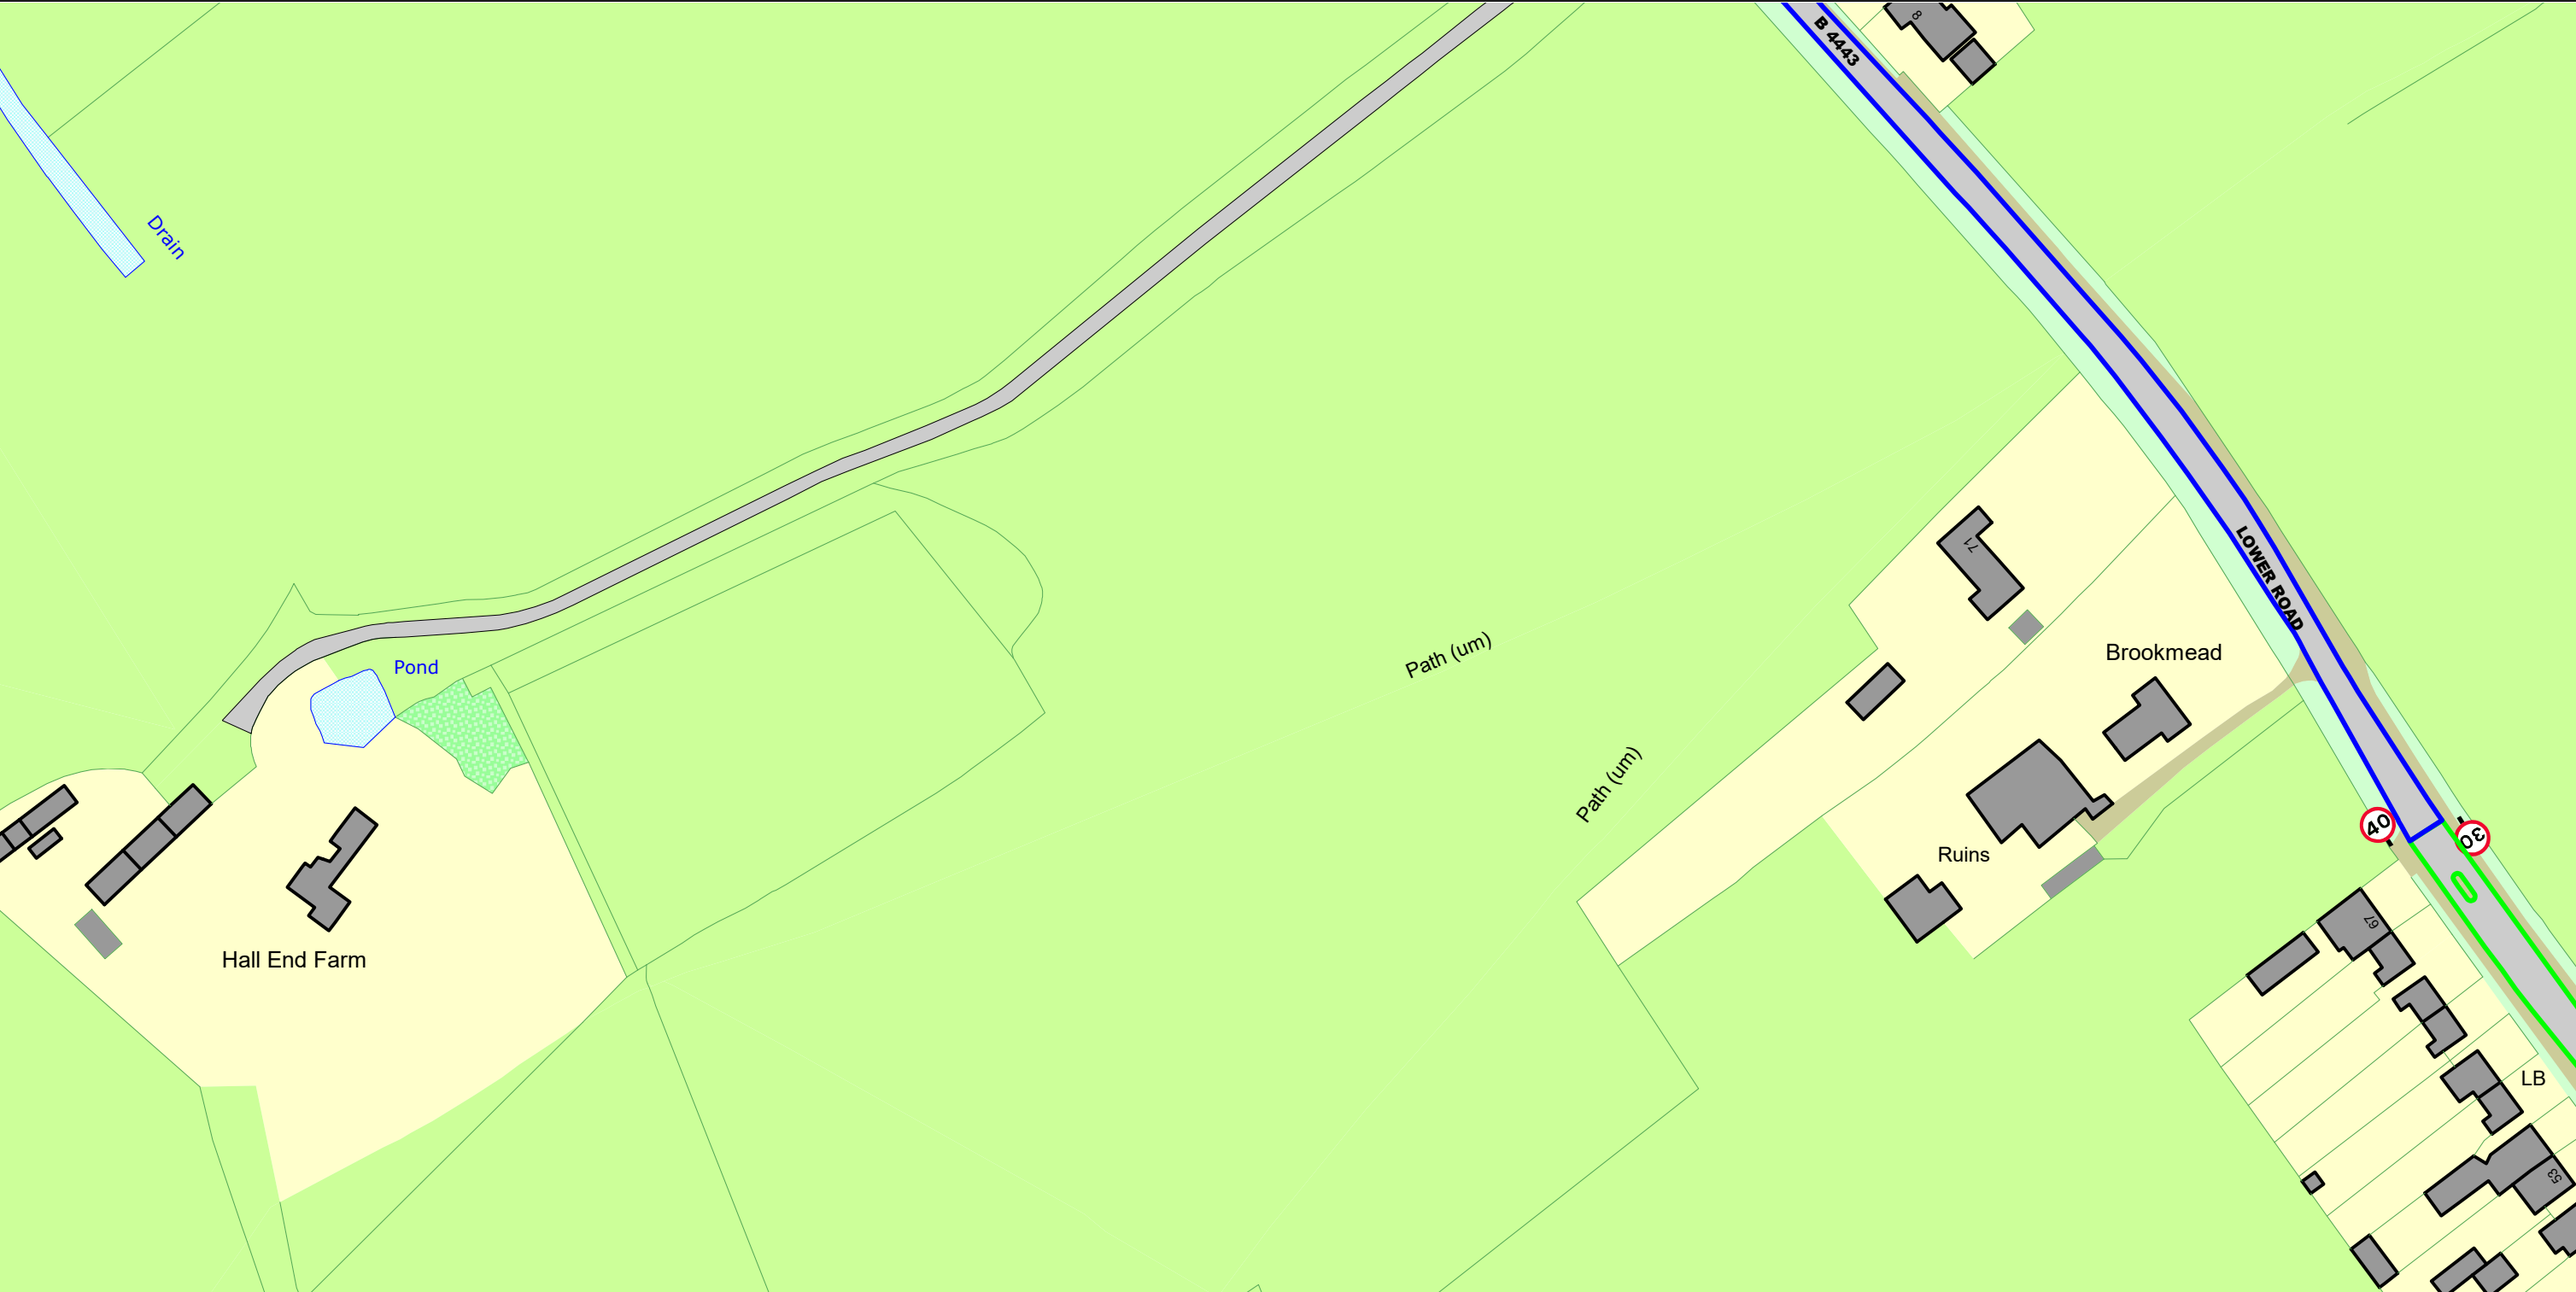 8
B 4443
Drain
71
LOWER ROAD
Path (um)
Brookmead
Pond
Path (um)
40
30
Ruins
67
Hall End Farm
LB
53